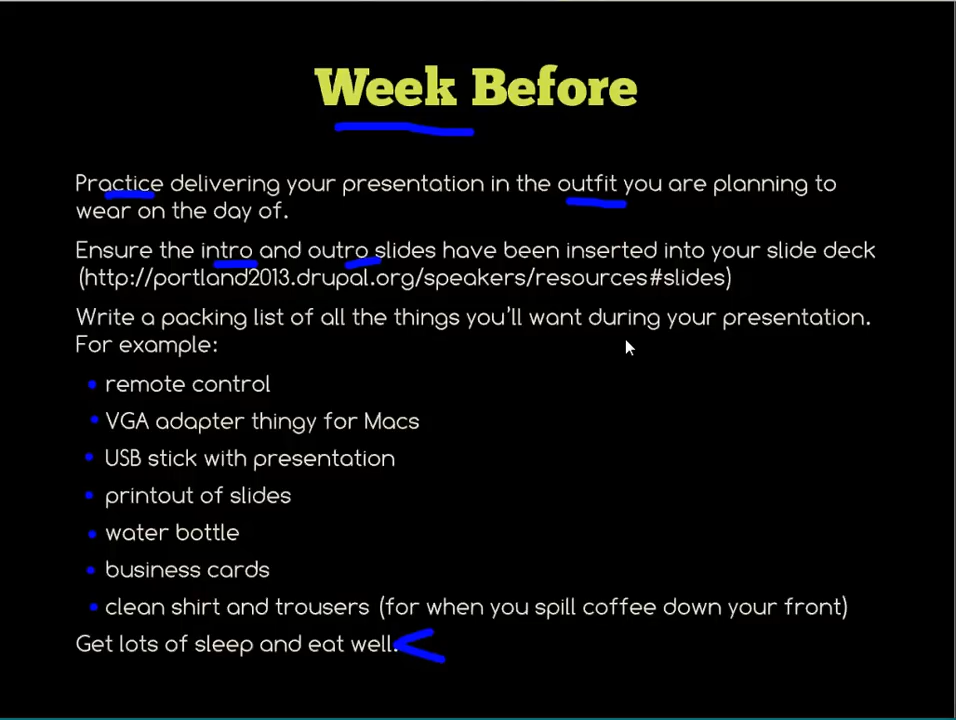 Week Before
Practice delivering your presentation in the outfit you are planning to
wear on the day of.
Ensure the intro and outro slides have been inserted into your slide deck
(http://portland2013.drupal.org/speakers/resources#slides)
Write a packing list of all the things you'll want during your presentation.
For example:
• remote control
• VGA adapter thingy for Macs
• USB stick with presentation
• printout of slides
• water bottle
• business cards
• clean shirt and trousers (for when you spill coffee down your front)
Get lots of sleep and eat well.